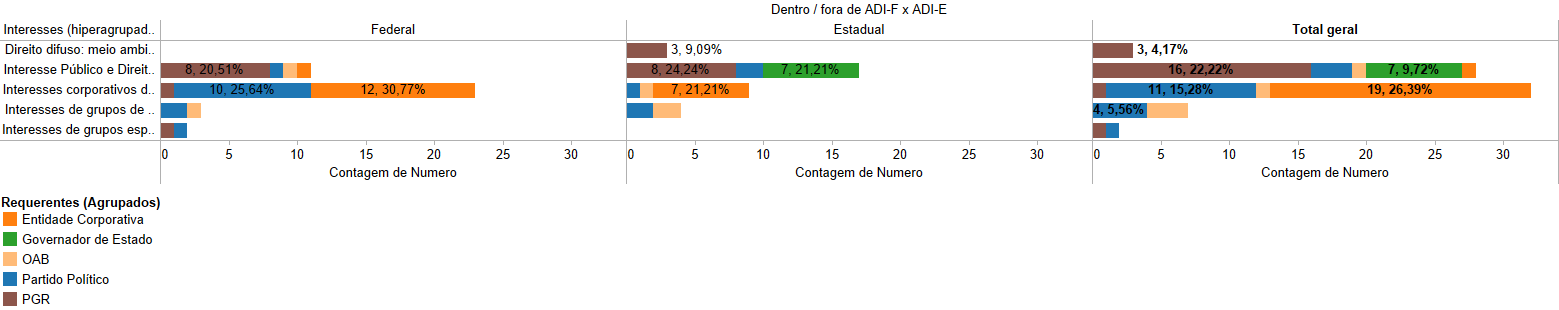 Dentro / fora de ADI-F x ADI-E
Interesses (hiperagrupad.. Federal Estadual Total geral
Direito difuso: meio ambi.. 3, 9,09% 3, 4,17%
Interesse Público e Direit.. 8, 20,51% 8, 24,24% 7, 21,21% 16, 22,22% 7, 9,72%
Interesses corporativos d.. 10, 25,64% 12, 30,77% 7, 21,21% 11, 15,28% 19, 26,39%
Interesses de grupos de .. 4, 5,56%
Interesses de grupos esp..
0 5 10 15 20 25 30 0 5 10 15 20 25 30 0 5 10 15 20 25 30
Contagem de Numero Contagem de Numero Contagem de Numero
Requerentes (Agrupados)
Entidade Corporativa
Governador de Estado
OAB
Partido Político
PGR